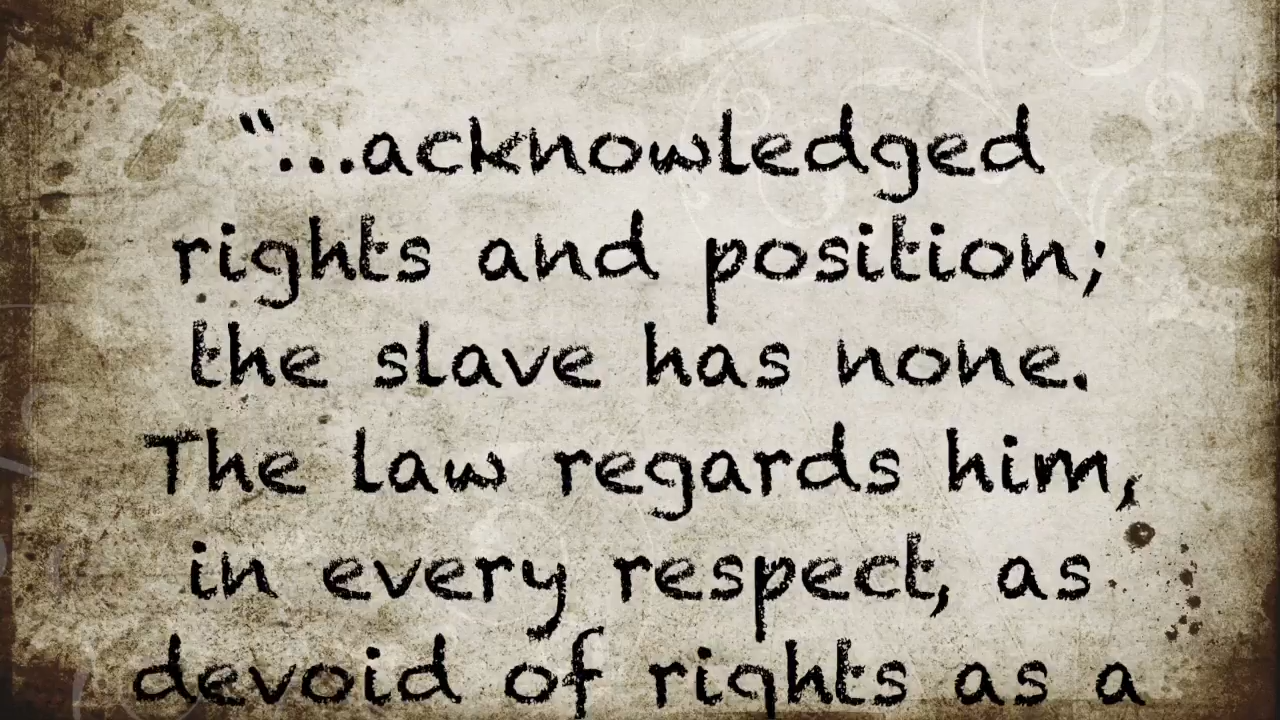 “...acknowledged
rights and position;
the slave has none.
The law regards him,
in every respect, as
devoid of rights as a